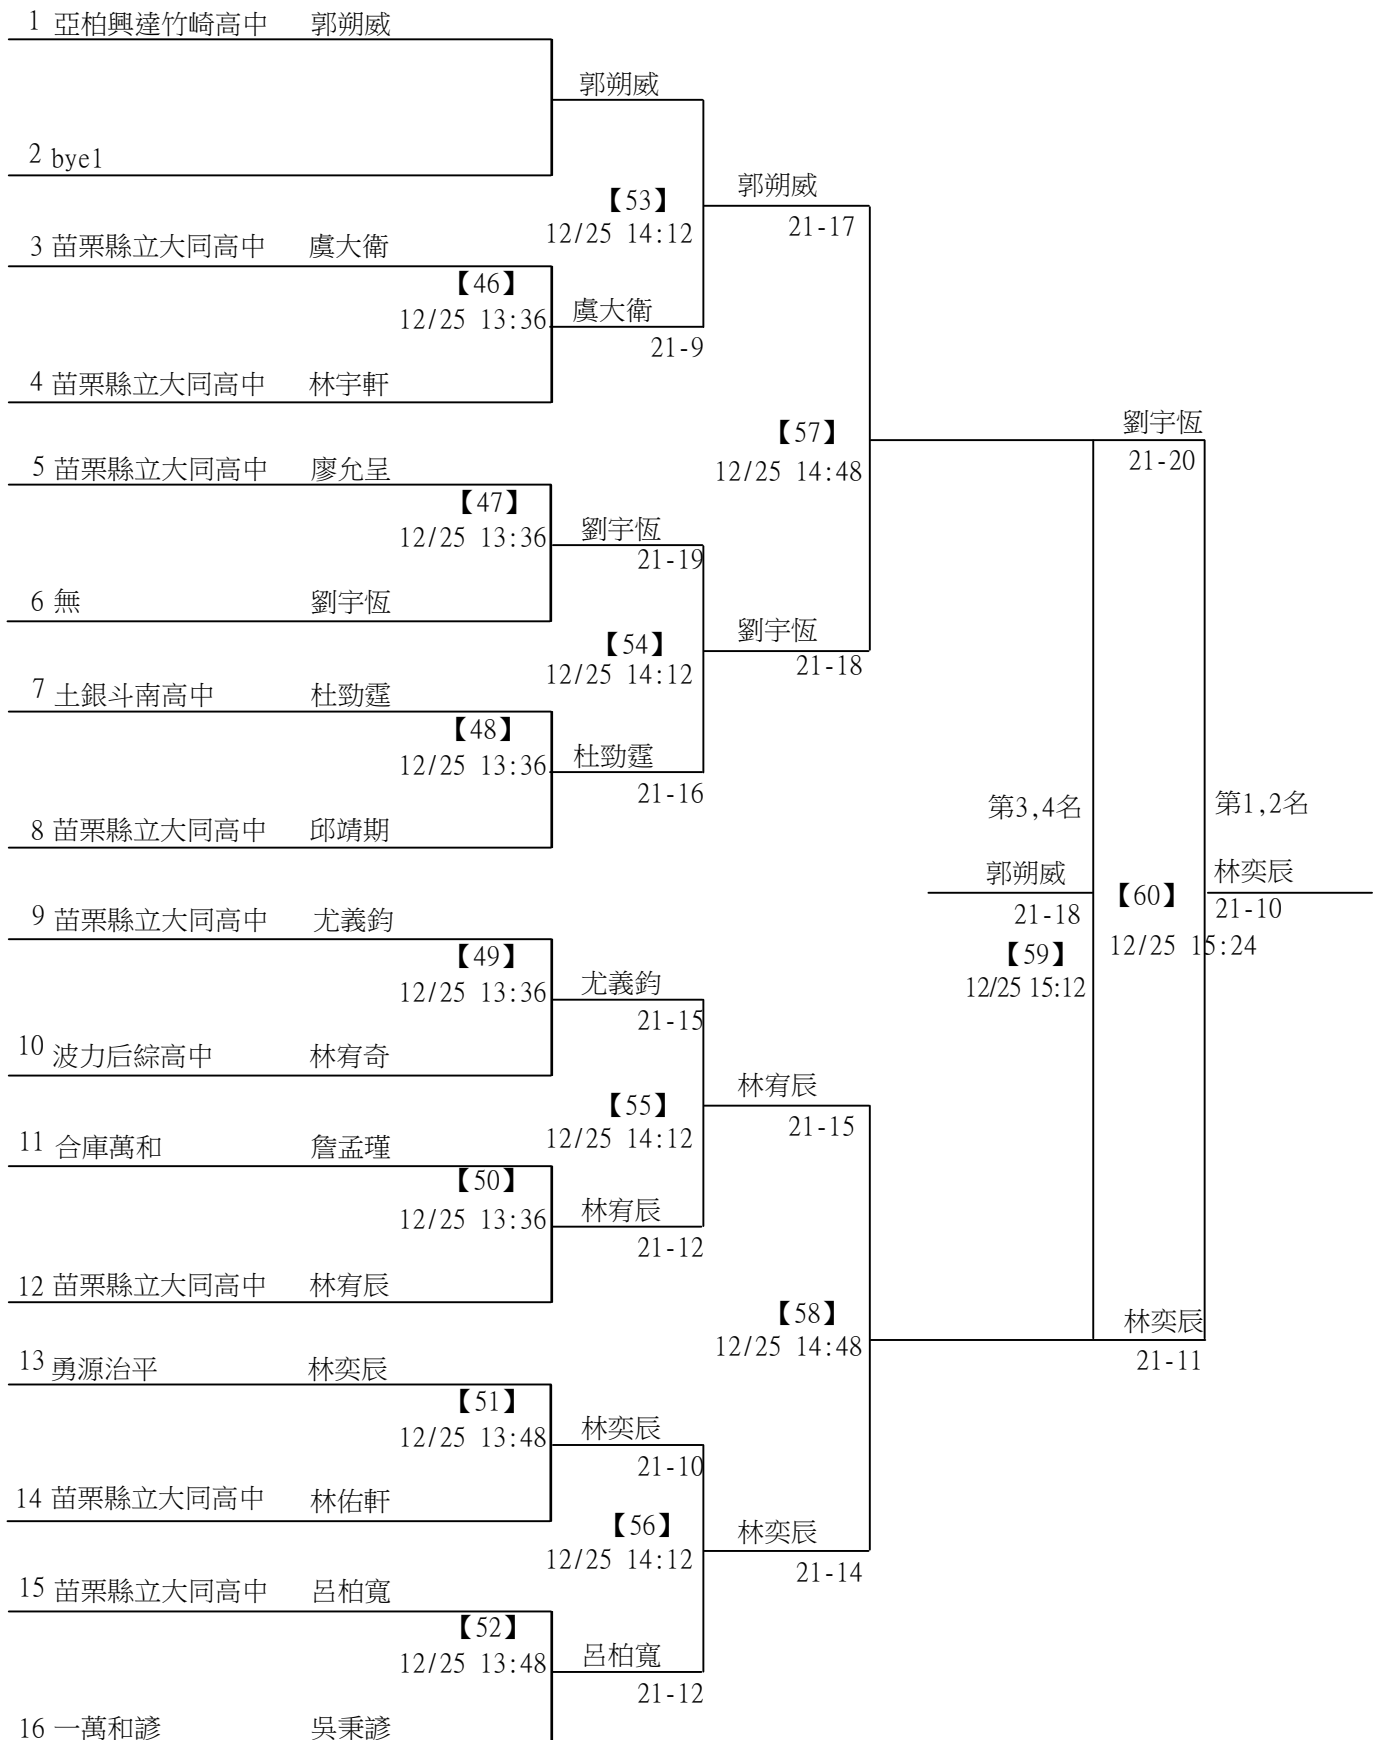 1 亞柏興達竹崎高中 郭朔威
郭朔威
2 bye1
【53】
12/25 14:12
郭朔威
21-17
3 苗栗縣立大同高中 虞大衛
【46】
12/25 13:36
虞大衛
21-9
4 苗栗縣立大同高中 林宇軒
【57】
12/25 14:48
劉宇恆
21-20
5 苗栗縣立大同高中 廖允呈
【47】
12/25 13:36
劉宇恆
21-19
6 無 劉宇恆
【54】
12/25 14:12
劉宇恆
21-18
7 土銀斗南高中 杜勁霆
【48】
12/25 13:36
杜勁霆
21-16
8 苗栗縣立大同高中 邱靖期
第3,4名
第1,2名
郭朔威
21-18
【59】
12/25 15:12
【60】
12/25 15:24
林奕辰
21-10
9 苗栗縣立大同高中 尤義鈞
【49】
12/25 13:36
尤義鈞
21-15
10 波力后綜高中 林宥奇
【55】
12/25 14:12
林宥辰
21-15
11 合庫萬和 詹孟瑾
【50】
12/25 13:36
林宥辰
21-12
12 苗栗縣立大同高中 林宥辰
【58】
12/25 14:48
林奕辰
21-11
13 勇源治平 林奕辰
【51】
12/25 13:48
林奕辰
21-10
14 苗栗縣立大同高中 林佑軒
【56】
12/25 14:12
林奕辰
21-14
15 苗栗縣立大同高中 呂柏寬
【52】
12/25 13:48
呂柏寬
21-12
16 一萬和諺 吳秉諺